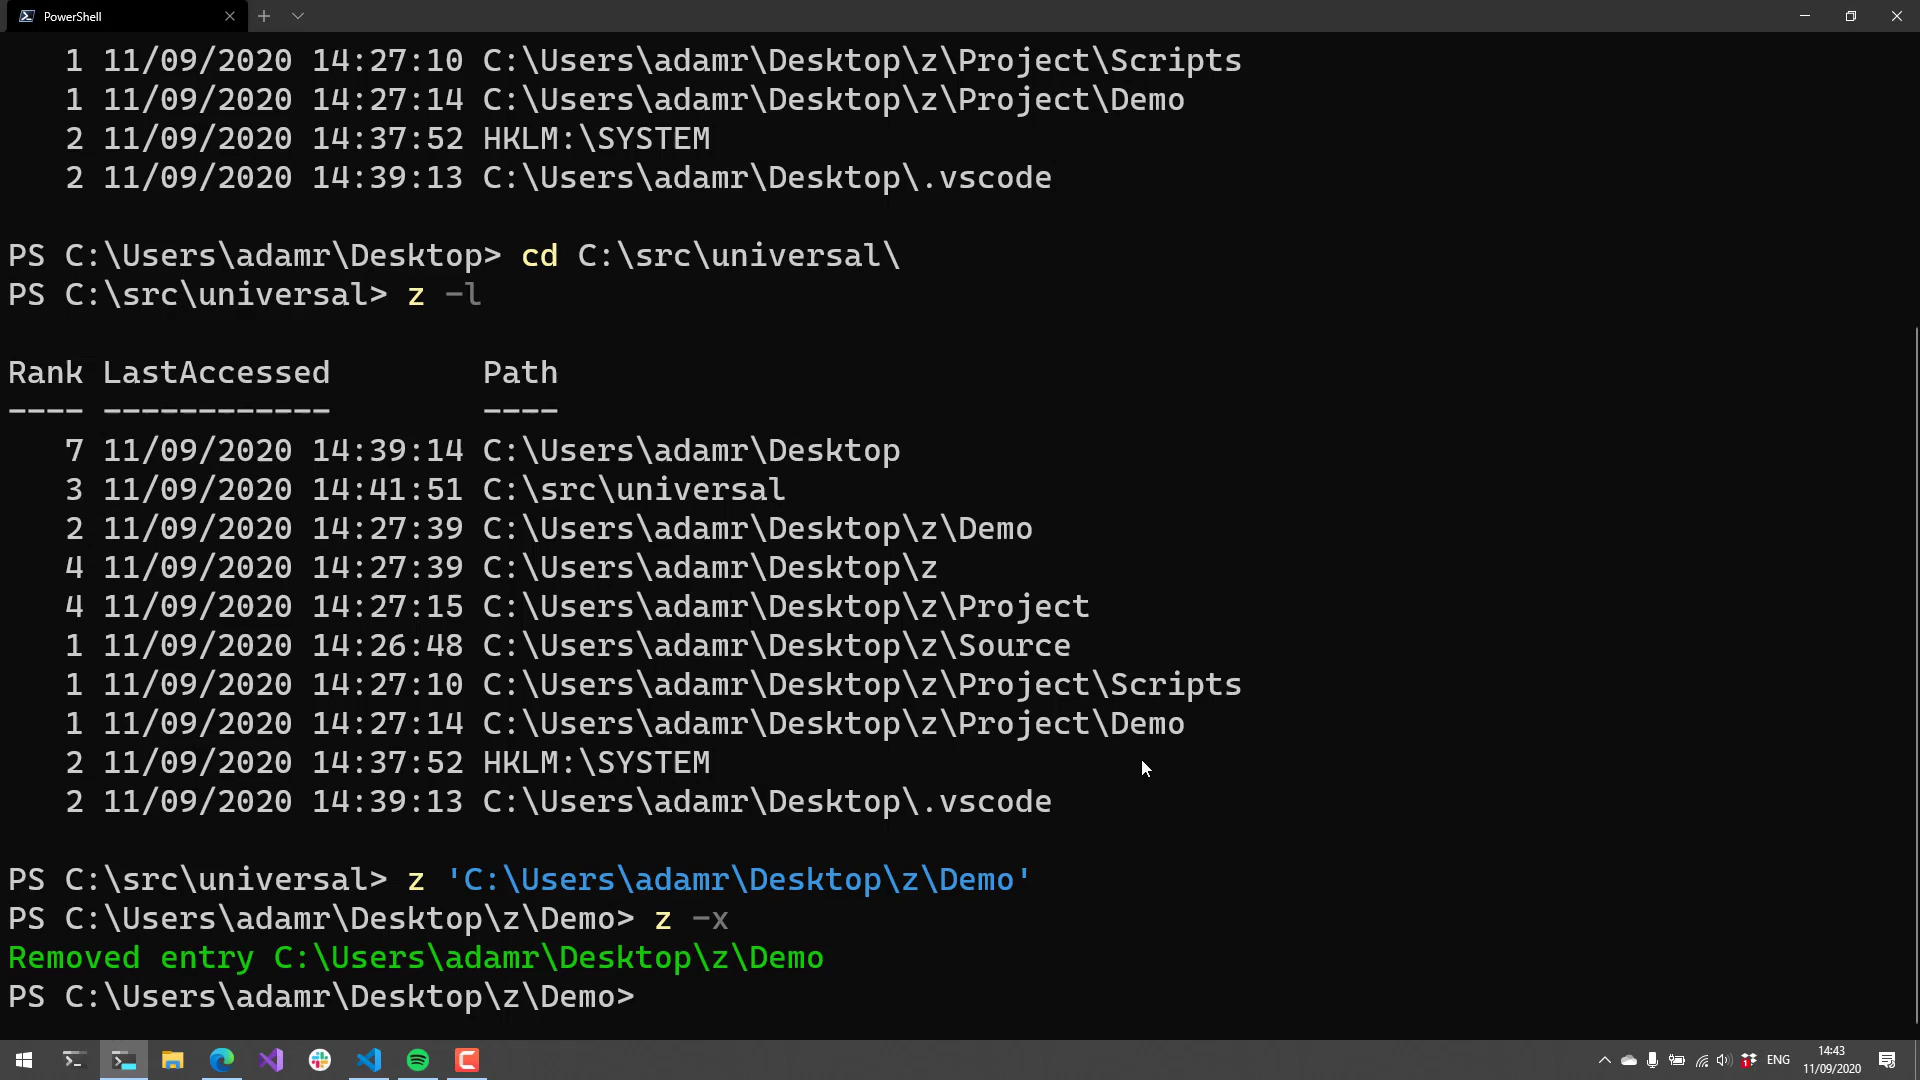 PowerShell
1 11/09/2020 14:27:10 C:\Users\adamr\Desktop\z\Project\Scripts
1 11/09/2020 14:27:14 C:\Users\adamr\Desktop\z\Project\Demo
2 11/09/2020 14:37:52 HKLM:\SYSTEM
2 11/09/2020 14:39:13 C:\Users\adamr\Desktop\.vscode
PS C:\Users\adamr\Desktop> cd C:\src\universal\
PS C:\src\universal> z -l
Rank LastAccessed Path
---- ------------ ----
7 11/09/2020 14:39:14 C:\Users\adamr\Desktop
3 11/09/2020 14:41:51 C:\src\universal
2 11/09/2020 14:27:39 C:\Users\adamr\Desktop\z\Demo
4 11/09/2020 14:27:39 C:\Users\adamr\Desktop\z
4 11/09/2020 14:27:15 C:\Users\adamr\Desktop\z\Project
1 11/09/2020 14:26:48 C:\Users\adamr\Desktop\z\Source
1 11/09/2020 14:27:10 C:\Users\adamr\Desktop\z\Project\Scripts
1 11/09/2020 14:27:14 C:\Users\adamr\Desktop\z\Project\Demo
2 11/09/2020 14:37:52 HKLM:\SYSTEM
2 11/09/2020 14:39:13 C:\Users\adamr\Desktop\.vscode
PS C:\src\universal> z 'C:\Users\adamr\Desktop\z\Demo'
PS C:\Users\adamr\Desktop\z\Demo> z -x
Removed entry C:\Users\adamr\Desktop\z\Demo
PS C:\Users\adamr\Desktop\z\Demo>
ENG
14:43
11/09/2020